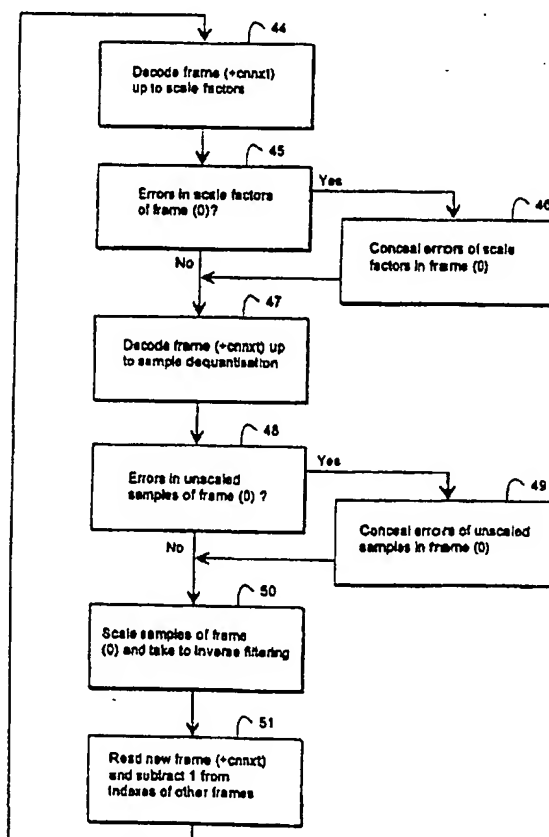 44
Decode frame (+cnnxt)
up to scale factors
45
Errors in scale factors
of frame (0)?
Yes
46
Conceal errors of scale
factors in frame (0)
No
47
Decode frame (+cnnxt) up
to sample dequantisation
48
Errors in unscaled
samples of frame (0) ?
Yes
49
Conceal errors of unscaled
samples in frame (0)
No
50
Scale samples of frame
(0) and take to inverse filtering
51
Read new frame (+cnnxt)
and subtract 1 from
indexes of other frames